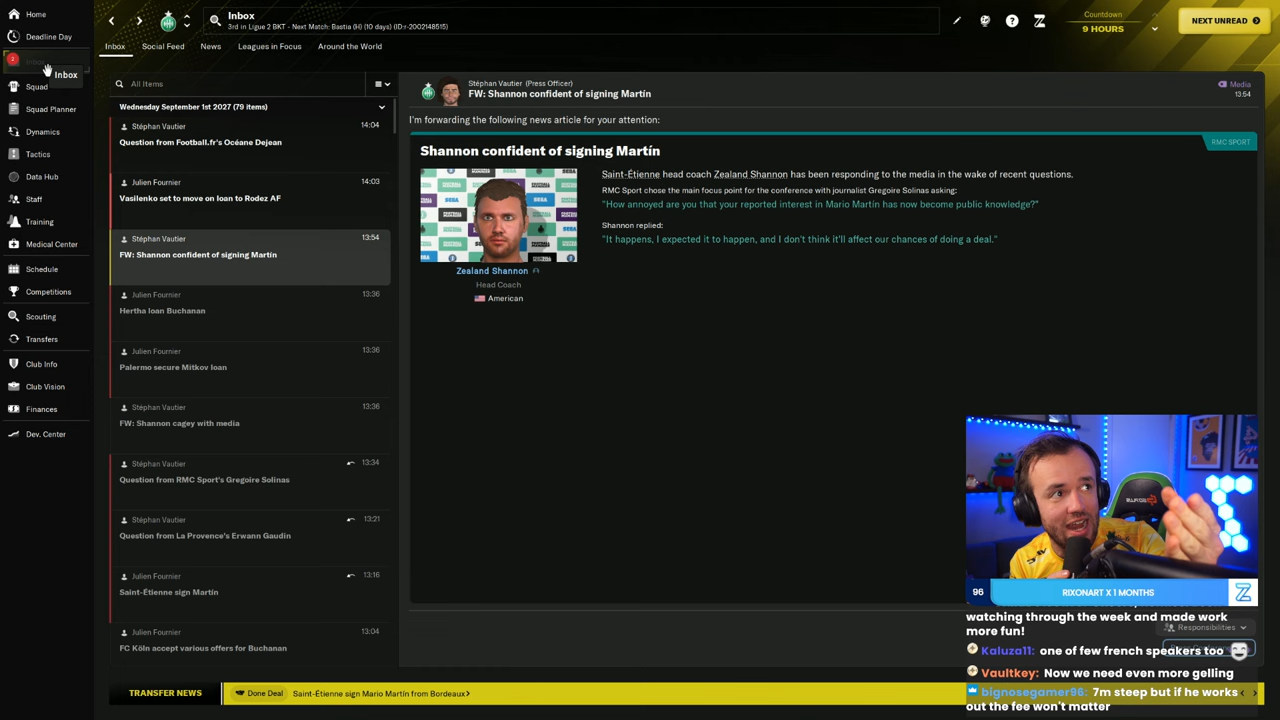 Home
Deadline Day
Inbox
Squad
Squad Planner
Dynamics
Tactics
Data Hub
Staff
Training
Medical Center
Schedule
Competitions
Scouting
Transfers
Club Info
Club Vision
Finances
Dev. Center
Inbox
3rd in Ligue 2 BKT - Next Match: Bastia (H) (10 days) (ID:-2002148515)
Countdown
9 HOURS
NEXT UNREAD
Inbox
Social Feed
News
Leagues in Focus
Around the World
All Items
Wednesday September 1st 2027 (79 items)
Stéphan Vautier
14:04
Question from Football.fr's Océane Dejean
Julien Fournier
14:03
Vasilenko set to move on loan to Rodez AF
Stéphan Vautier
13:54
FW: Shannon confident of signing Martín
Julien Fournier
13:36
Hertha loan Buchanan
Julien Fournier
13:36
Palermo secure Mitkov loan
Stéphan Vautier
13:36
FW: Shannon cagey with media
Stéphan Vautier
13:34
Question from RMC Sport's Gregoire Solinas
Stéphan Vautier
13:21
Question from La Provence's Erwann Gaudin
Julien Fournier
13:16
Saint-Étienne sign Martín
Julien Fournier
13:04
FC Köln accept various offers for Buchanan
Stéphan Vautier (Press Officer)
FW: Shannon confident of signing Martín
Media
13:54
I'm forwarding the following news article for your attention:
RMC SPORT
Shannon confident of signing Martín
Saint-Étienne head coach Zealand Shannon has been responding to the media in the wake of recent questions.
RMC Sport chose the main focus point for the conference with journalist Gregoire Solinas asking:
"How annoyed are you that your reported interest in Mario Martín has now become public knowledge?"
Shannon replied:
"It happens, I expected it to happen, and I don't think it'll affect our chances of doing a deal."
SEGA
Zealand Shannon
Head Coach
American
96
RIXONART X 1 MONTHS
watching through the week and made work
more fun!
Responsibilities
Kaluza11: one of few french speakers too
Vaultkey: Now we need even more gelling
bignosegamer96: 7m steep but if he works
out the fee won't matter
TRANSFER NEWS
Done Deal
Saint-Étienne sign Mario Martín from Bordeaux>